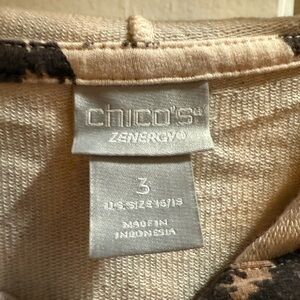 chico's®
ZENERGY®
3
U.S. SIZE 16/18
MADE IN
INDONESIA